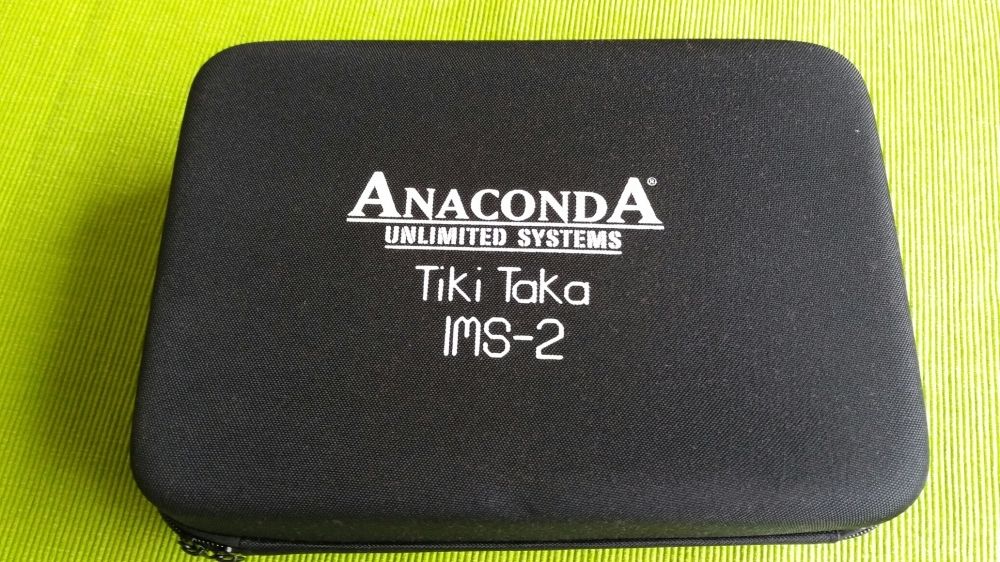 ANACONDA®
UNLIMITED SYSTEMS
Tiki Taka
IMS-2